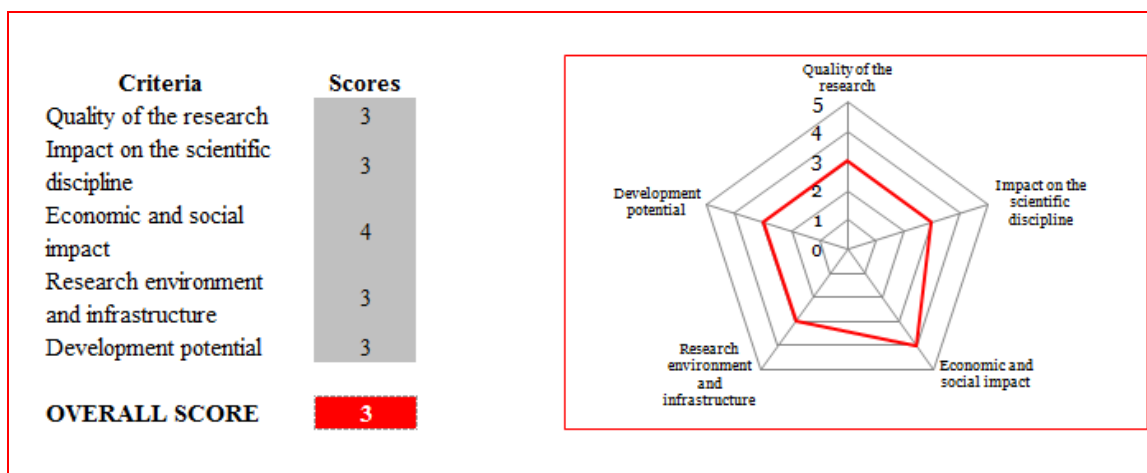 Criteria Scores
Quality of the research 3
Impact on the scientific
discipline 3
Economic and social
impact 4
Research environment
and infrastructure 3
Development potential 3
OVERALL SCORE 3
Quality of the
research
5
4
3
2
1
0
Impact on the
scientific
discipline
Economic and
social impact
Research
environment
and
infrastructure
Development
potential